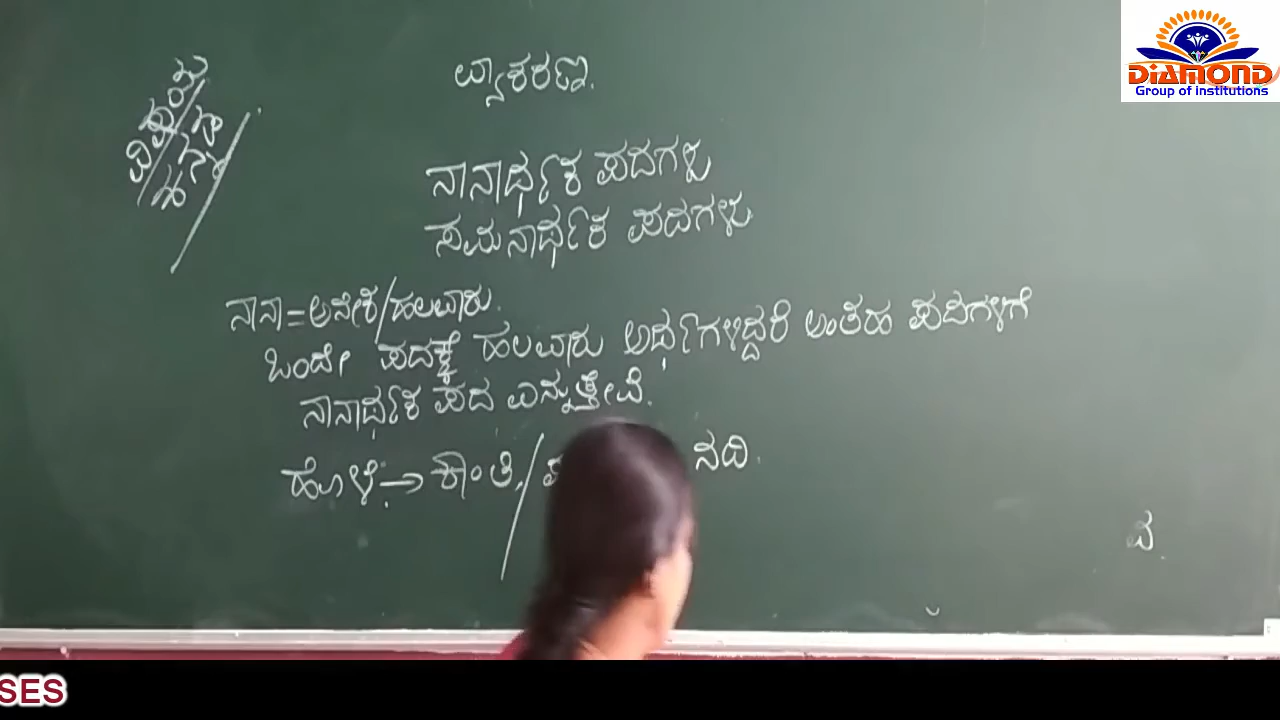 ವ್ಯಾಕರಣ.
ನಾನಾರ್ಥಕ ಪದಗಳು
ಸಮನಾರ್ಥಕ ಪದಗಳು
ನಾನಾ=ಅನೇಕ/ಹಲವಾರು.
ಒಂದೇ ಪದಕ್ಕೆ ಹಲವಾರು ಅರ್ಥಗಳಿದ್ದರೆ ಅಂತಹ ಪದಗಳಿಗೆ
ನಾನಾರ್ಥಕ ಪದ ಎನ್ನುತ್ತೇವೆ.
ಹೊಳೆ→ ಕಾಂತಿ/ ನದಿ.
DIAMOND
Group of institutions
SES